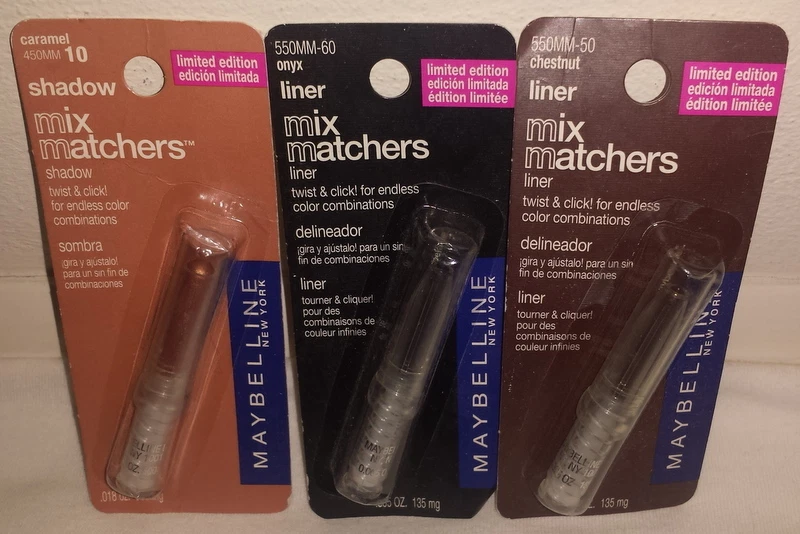 caramel
450MM 10
shadow
limited edition
edición limitada
mix
matchers™
shadow
twist & click!
for endless color
combinations
sombra
¡gira y ajústalo!
para un sin fin de
combinaciones
MAYBELLINE
NEW YORK
.018 OZ.
550MM-60
onyx
liner
limited edition
edición limitada
édition limitée
mix
matchers
liner
twist & click! for endless
color combinations
delineador
¡gira y ajústalo! para un sin
fin de combinaciones
liner
tourner & cliquer!
pour des
combinaisons de
couleur infinies
MAYBELLINE
NEW YORK
OZ. 135 mg
550MM-50
chestnut
liner
limited edition
edición limitada
édition limitée
mix
matchers
liner
twist & click! for endless
color combinations
delineador
¡gira y ajústalo! para un sin
fin de combinaciones
liner
tourner & cliquer!
pour des
combinaisons de
couleur infinies
MAYBELLINE
NEW YORK
OZ. 135 mg